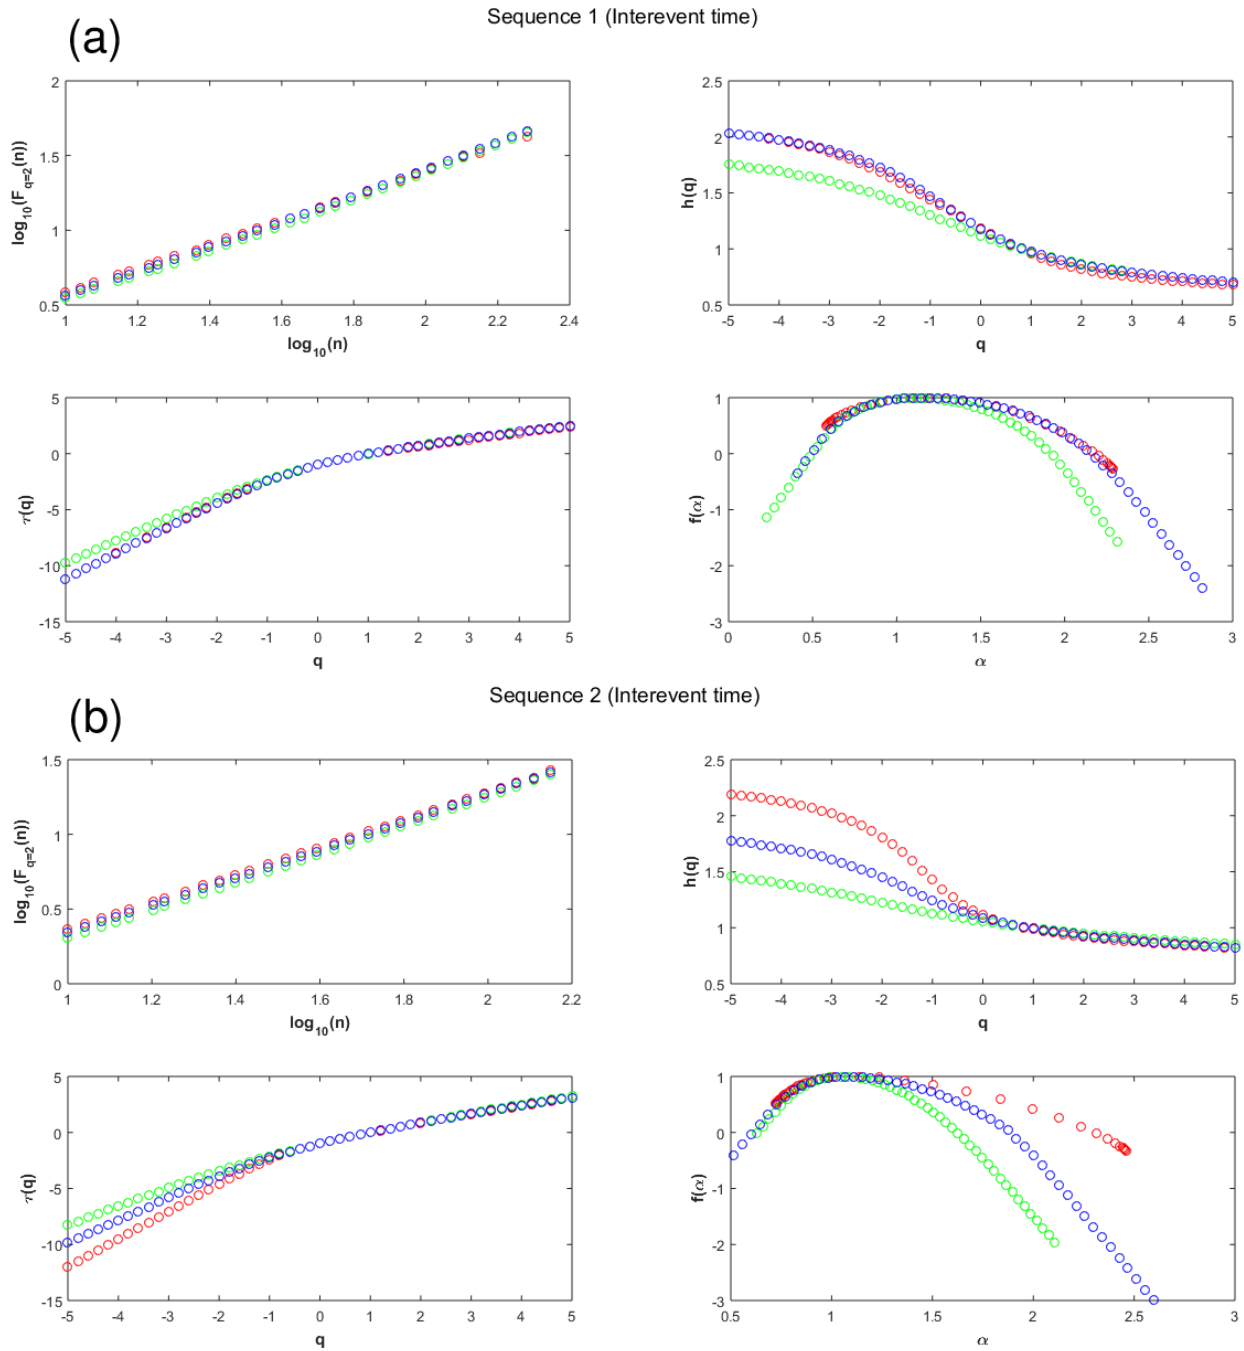 Sequence 1 (Interevent time)
(a)
log10(Fq=2(n))
2
1.5
1
0.5
1 1.2 1.4 1.6 1.8 2 2.2 2.4
log10(n)
h(q)
2.5
2
1.5
1
0.5
-5 -4 -3 -2 -1 0 1 2 3 4 5
q
τ(q)
5
0
-5
-10
-15
-5 -4 -3 -2 -1 0 1 2 3 4 5
q
f(α)
1
0
-1
-2
-3
0 0.5 1 1.5 2 2.5 3
α
Sequence 2 (Interevent time)
(b)
log10(Fq=2(n))
1.5
1
0.5
0
1 1.2 1.4 1.6 1.8 2 2.2
log10(n)
h(q)
2.5
2
1.5
1
0.5
-5 -4 -3 -2 -1 0 1 2 3 4 5
q
τ(q)
5
0
-5
-10
-15
-5 -4 -3 -2 -1 0 1 2 3 4 5
q
f(α)
1
0
-1
-2
-3
0.5 1 1.5 2 2.5 3
α